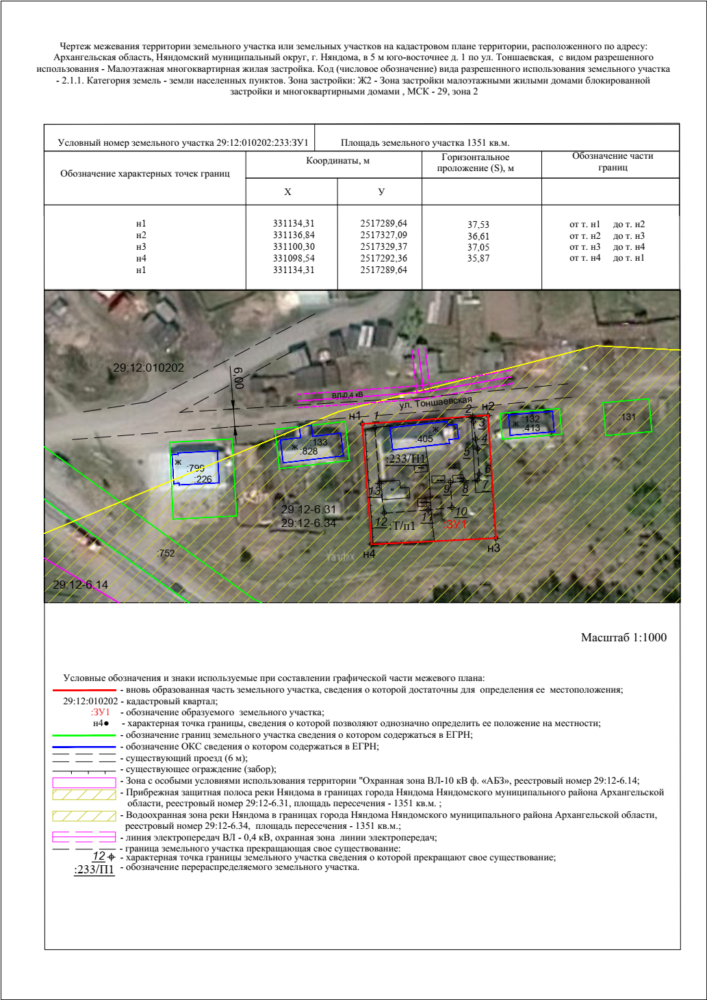 Чертеж межевания территории земельного участка или земельных участков на кадастровом плане территории, расположенного по адресу:
Архангельская область, Няндомский муниципальный округ, г. Няндома, в 5 м юго-восточнее д. 1 по ул. Тоншаевская,  с видом разрешенного
использования - Малоэтажная многоквартирная жилая застройка. Код (числовое обозначение) вида разрешенного использования земельного участка
- 2.1.1. Категория земель - земли населенных пунктов. Зона застройки: Ж2 - Зона застройки малоэтажными жилыми домами блокированной
застройки и многоквартирными домами , МСК - 29, зона 2
Условный номер земельного участка 29:12:010202:233:ЗУ1 Площадь земельного участка 1351 кв.м.
Обозначение характерных точек границ
Координаты, м
Горизонтальное
проложение (S), м
Обозначение части
границ
Х У
н1 331134,31 2517289,64 37,53 от т. н1 до т. н2
н2 331136,84 2517327,09 36,61 от т. н2 до т. н3
н3 331100,30 2517329,37 37,05 от т. н3 до т. н4
н4 331098,54 2517292,36 35,87 от т. н4 до т. н1
н1 331134,31 2517289,64
29:12:010202
6,00
ВЛ-0,4 кВ
ул. Тоншаевская
н1
1
2
н2
3
4
5
6
7
8
9
10
11
12
13
н3
н4
ж
:405
:233/П1
:Т/п1
:ЗУ1
ж
:132
:413
:131
ж
:133
:828
ж
:799
:226
29:12-6.31
29:12-6.34
:752
29:12-6.14
Yandex
Масштаб 1:1000
Условные обозначения и знаки используемые при составлении графической части межевого плана:
- вновь образованная часть земельного участка, сведения о которой достаточны для  определения ее  местоположения;
29:12:010202 - кадастровый квартал;
:ЗУ1 - обозначение образуемого  земельного участка;
н4● - характерная точка границы, сведения о которой позволяют однозначно определить ее положение на местности;
- обозначение границ земельного участка сведения о котором содержаться в ЕГРН;
- обозначение ОКС сведения о котором содержаться в ЕГРН;
- существующий проезд (6 м);
- существующее ограждение (забор);
- Зона с особыми условиями использования территории "Охранная зона ВЛ-10 кВ ф. «АБЗ», реестровый номер 29:12-6.14;
- Прибрежная защитная полоса реки Няндома в границах города Няндома Няндомского муниципального района Архангельской
области, реестровый номер 29:12-6.31, площадь пересечения - 1351 кв.м. ;
- Водоохранная зона реки Няндома в границах города Няндома Няндомского муниципального района Архангельской области,
реестровый номер 29:12-6.34,  площадь пересечения - 1351 кв.м.;
- линия электропередач ВЛ - 0,4 кВ, охранная зона  линии электропередач;
- граница земельного участка прекращающая свое существование:
12 - характерная точка границы земельного участка сведения о которой прекращают свое существование;
:233/П1 - обозначение перераспределяемого земельного участка.